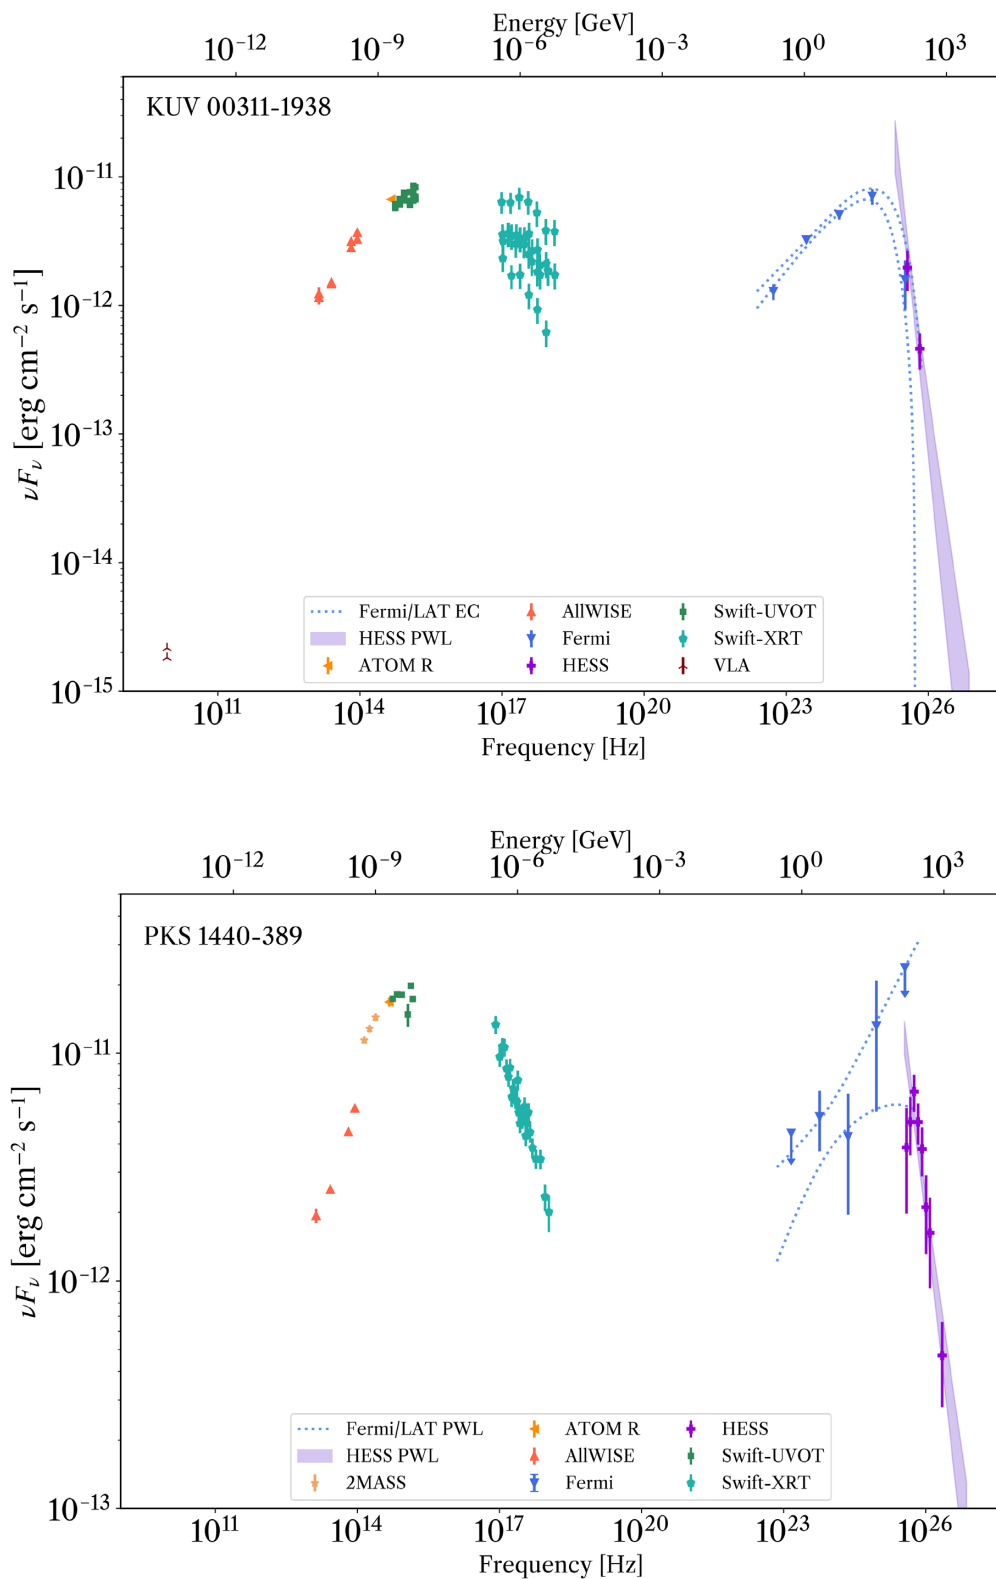 Energy [GeV]
10⁻¹² 10⁻⁹ 10⁻⁶ 10⁻³ 10⁰ 10³
KUV 00311-1938
10⁻¹¹
10⁻¹²
10⁻¹³
10⁻¹⁴
10⁻¹⁵
νFν [erg cm⁻² s⁻¹]
Fermi/LAT EC AllWISE Swift-UVOT
HESS PWL Fermi Swift-XRT
ATOM R HESS VLA
10¹¹ 10¹⁴ 10¹⁷ 10²⁰ 10²³ 10²⁶
Frequency [Hz]
Energy [GeV]
10⁻¹² 10⁻⁹ 10⁻⁶ 10⁻³ 10⁰ 10³
PKS 1440-389
10⁻¹¹
10⁻¹²
10⁻¹³
νFν [erg cm⁻² s⁻¹]
Fermi/LAT PWL ATOM R HESS
HESS PWL AllWISE Swift-UVOT
2MASS Fermi Swift-XRT
10¹¹ 10¹⁴ 10¹⁷ 10²⁰ 10²³ 10²⁶
Frequency [Hz]